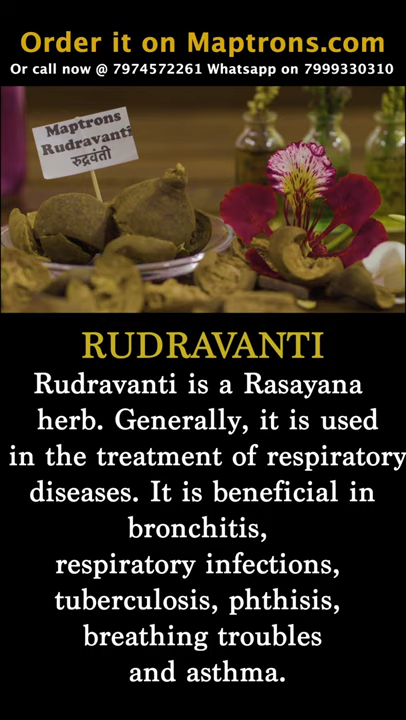 Order it on Maptrons.com
Or call now @ 7974572261 Whatsapp on 7999330310
Maptrons
Rudravanti
रुद्रवंती
RUDRAVANTI
Rudravanti is a Rasayana
herb. Generally, it is used
in the treatment of respiratory
diseases. It is beneficial in
bronchitis,
respiratory infections,
tuberculosis, phthisis,
breathing troubles
and asthma.